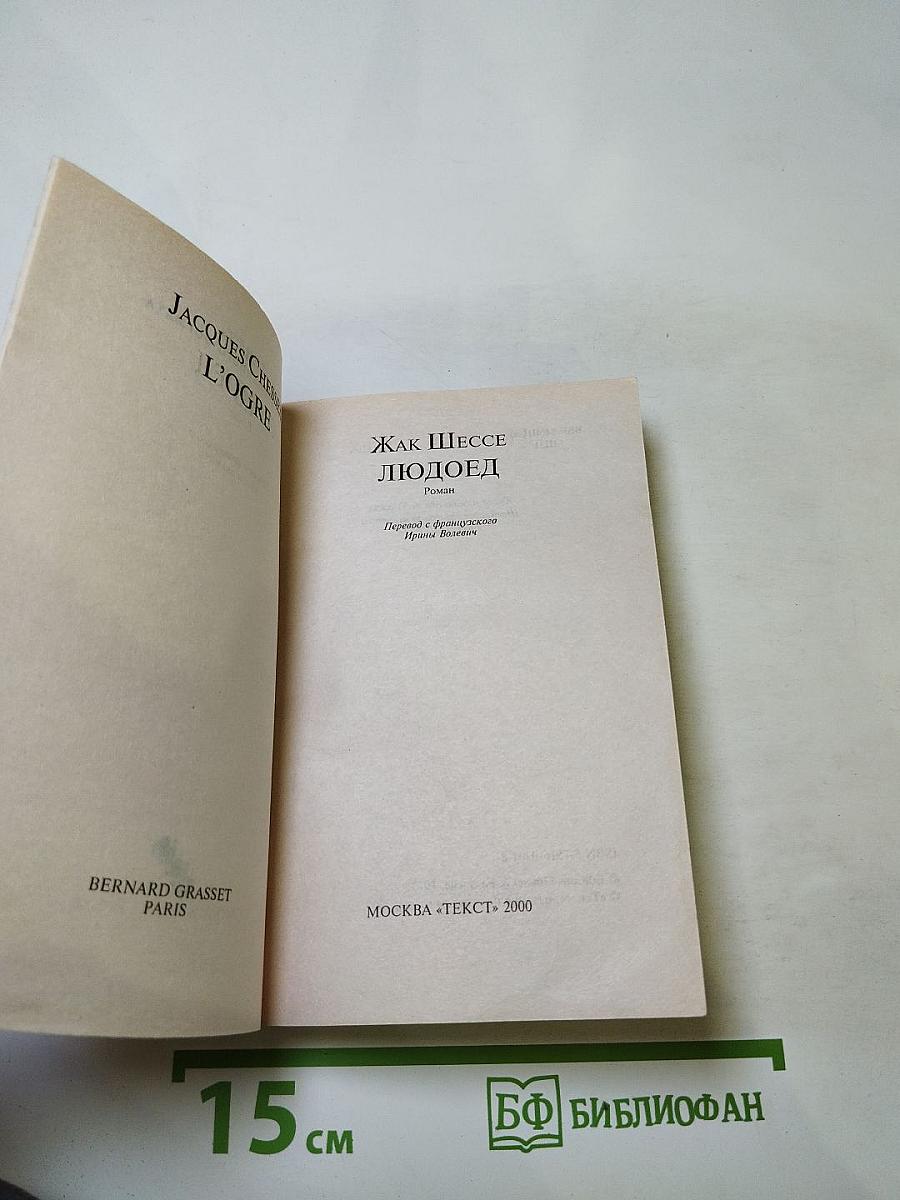 JACQUES
L'OGRE
BERNARD GRASSET
PARIS
ЖАК ШЕССЕ
ЛЮДОЕД
Роман
Перевод с французского
Ирины Волевич
МОСКВА «ТЕКСТ» 2000
15 см
БФ БИБЛИОФАН